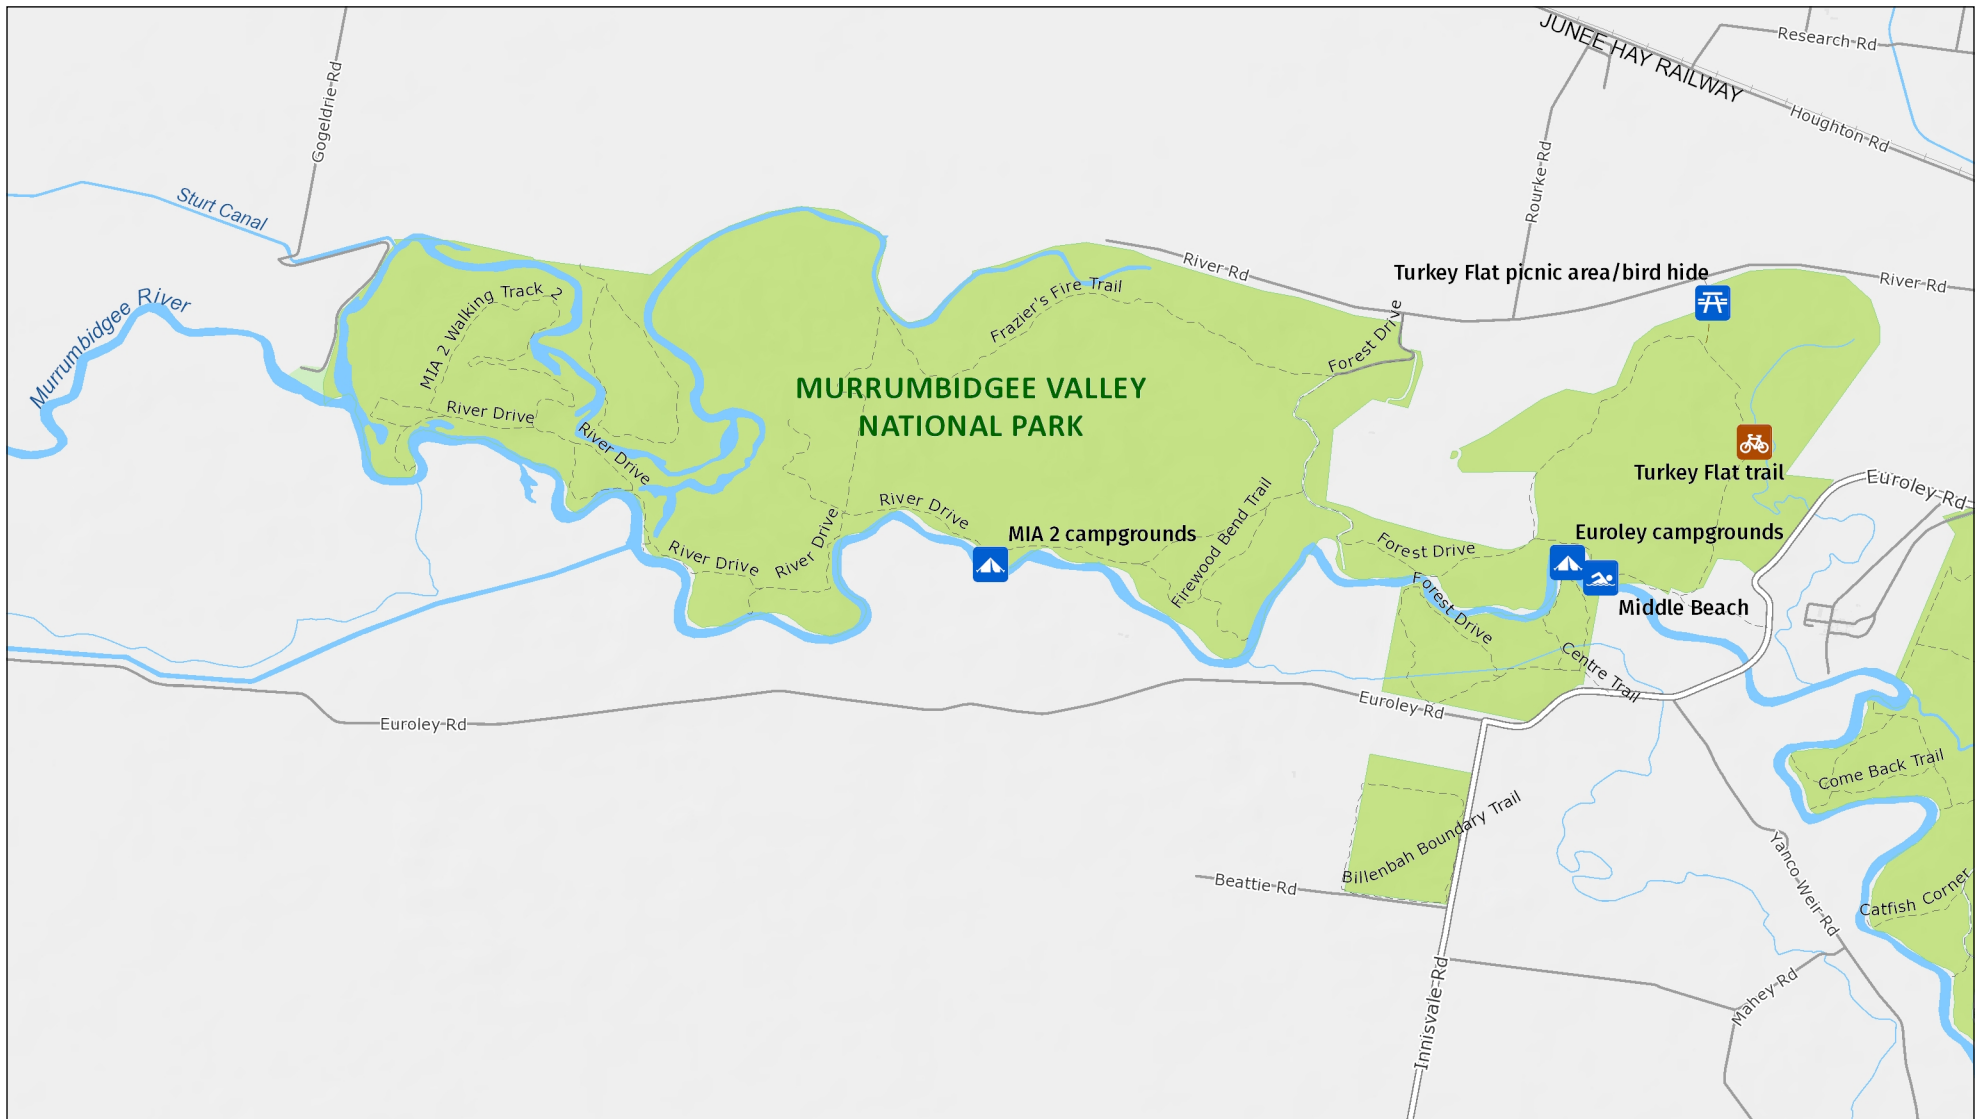 JUNEE HAY RAILWAY
Research Rd
Houghton Rd
Gogeldrie Rd
Rourke Rd
Sturt Canal
Murrumbidgee River
River Rd
Turkey Flat picnic area/bird hide
River Rd
MIA 2 Walking Track 2
Frazier's Fire Trail
Forest Drive
MURRUMBIDGEE VALLEY
NATIONAL PARK
River Drive
River Drive
Turkey Flat trail
Euroley Rd
River Drive
MIA 2 campgrounds
Firewood Bend Trail
Euroley campgrounds
River Drive
River Drive
Forest Drive
Forest Drive
Middle Beach
Centre Trail
Euroley Rd
Euroley Rd
Come Back Trail
Billenbah Boundary Trail
Beattie Rd
Yanco Weir Rd
Catfish Corner
Innisvale Rd
Mahey Rd